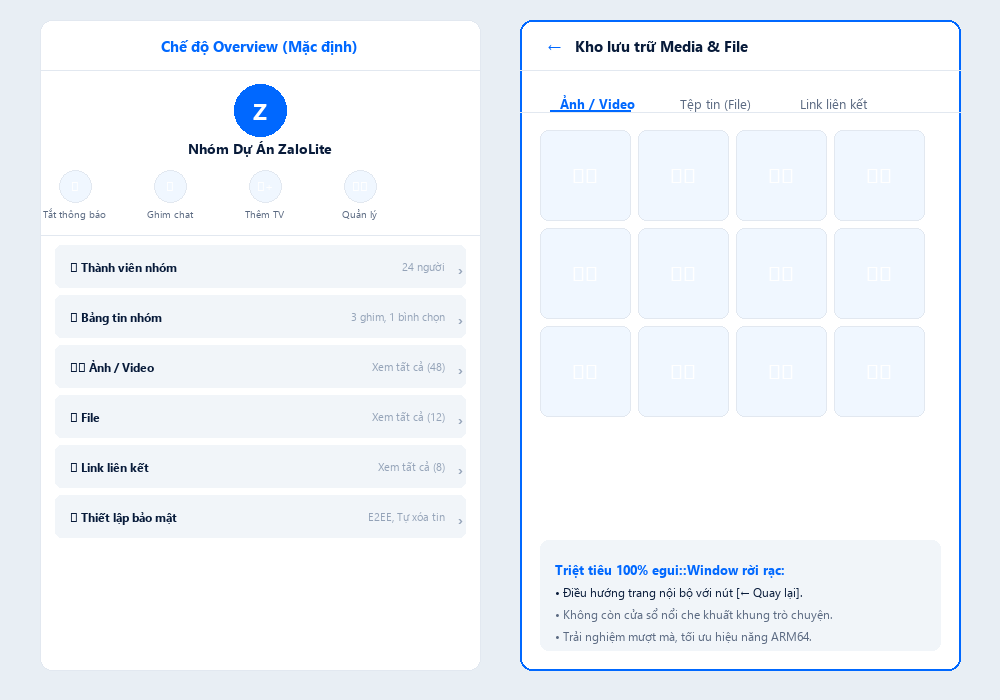 Chế độ Overview (Mặc định)
Z
Nhóm Dự Án ZaloLite
Tắt thông báo
Ghim chat
Thêm TV
Quản lý
Thành viên nhóm 24 người ›
Bảng tin nhóm 3 ghim, 1 bình chọn ›
Ảnh / Video Xem tất cả (48) ›
File Xem tất cả (12) ›
Link liên kết Xem tất cả (8) ›
Thiết lập bảo mật E2EE, Tự xóa tin ›
← Kho lưu trữ Media & File
Ảnh / Video
Tệp tin (File)
Link liên kết
Triệt tiêu 100% egui::Window rời rạc:
• Điều hướng trang nội bộ với nút [← Quay lại].
• Không còn cửa sổ nổi che khuất khung trò chuyện.
• Trải nghiệm mượt mà, tối ưu hiệu năng ARM64.